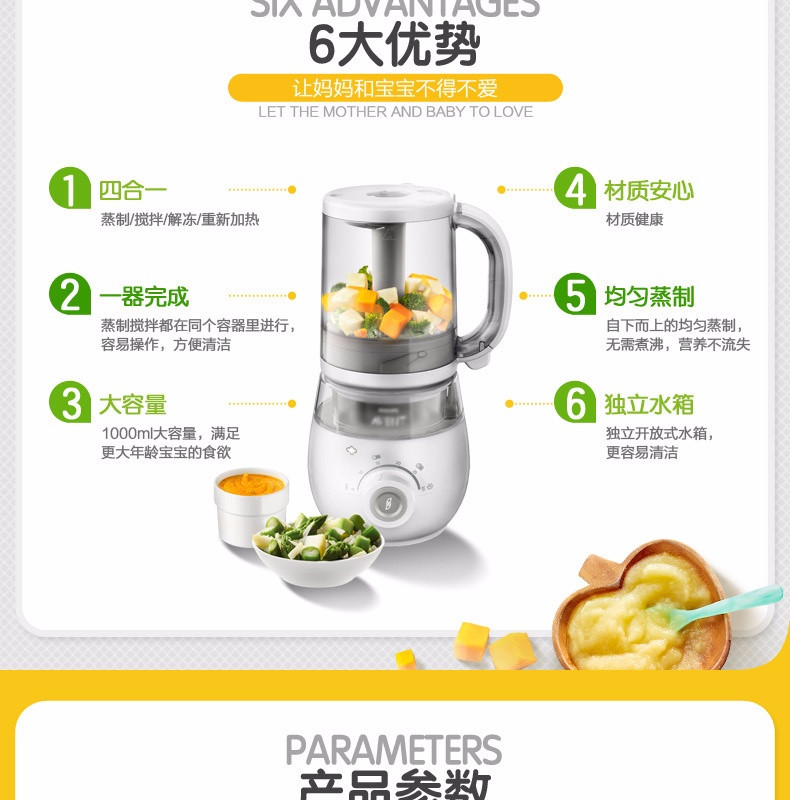 SIX ADVANTAGES
6大优势
让妈妈和宝宝不得不爱
LET THE MOTHER AND BABY TO LOVE
1 四合一
蒸制/搅拌/解冻/重新加热
2 一器完成
蒸制搅拌都在同个容器里进行，
容易操作，方便清洁
3 大容量
1000ml大容量，满足
更大年龄宝宝的食欲
4 材质安心
材质健康
5 均匀蒸制
自下而上的均匀蒸制，
无需煮沸，营养不流失
6 独立水箱
独立开放式水箱，
更容易清洁
PARAMETERS
产品参数